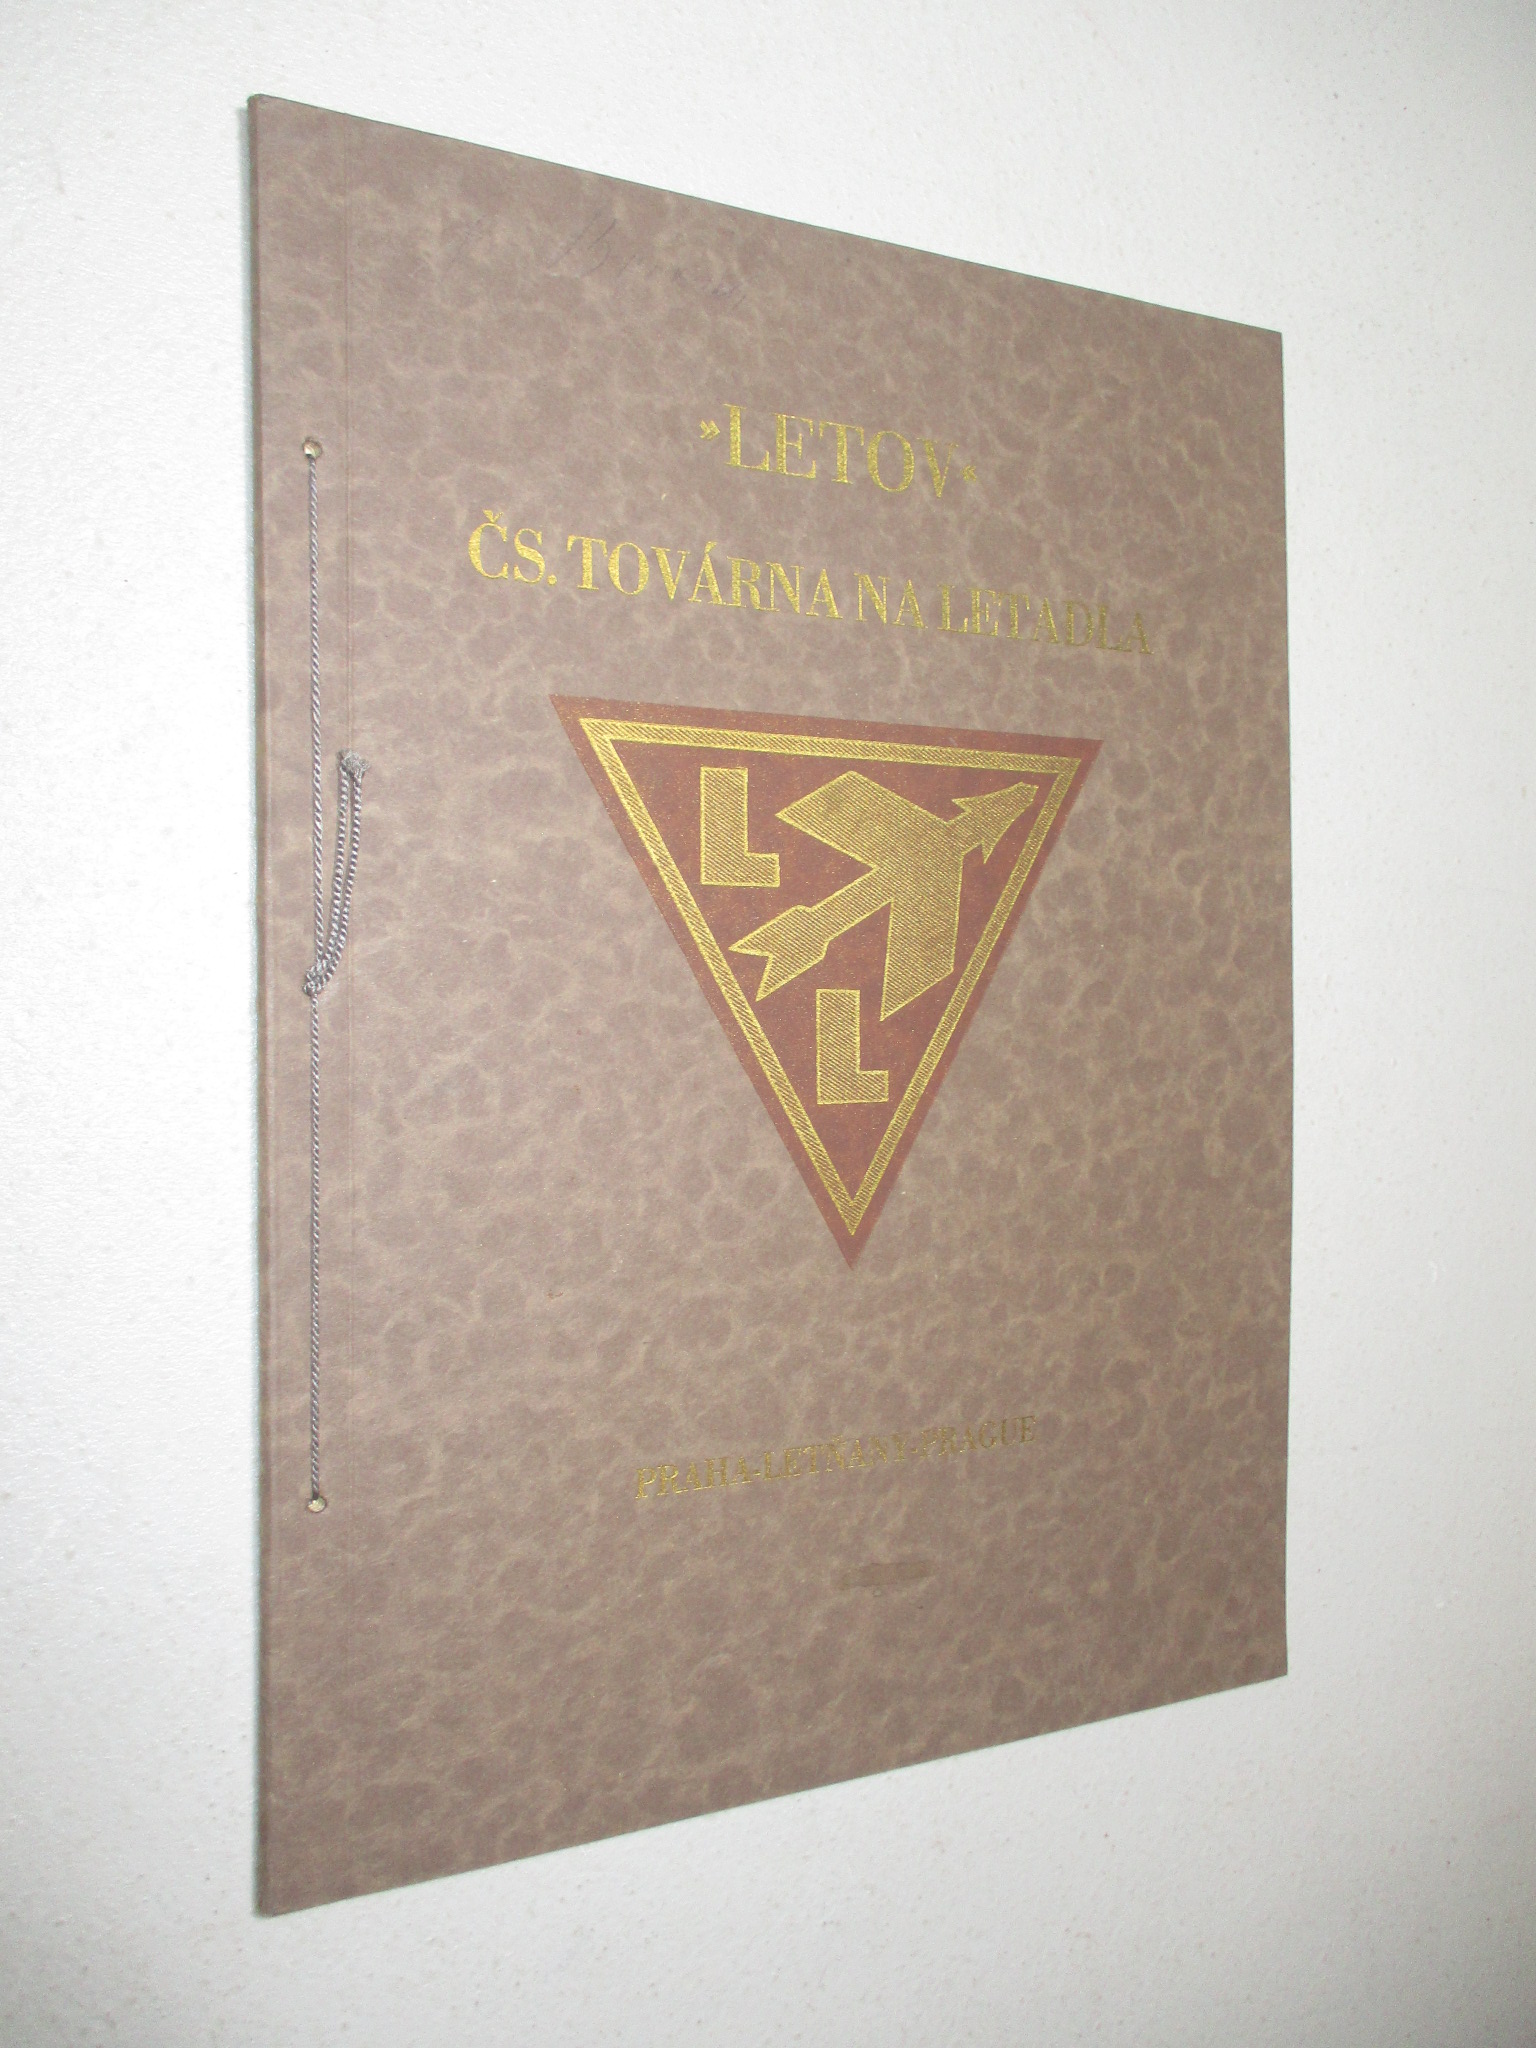 »LETOV«
ČS. TOVÁRNA NA LETADLA
L
L
PRAHA-LETŇANY-PRAGUE